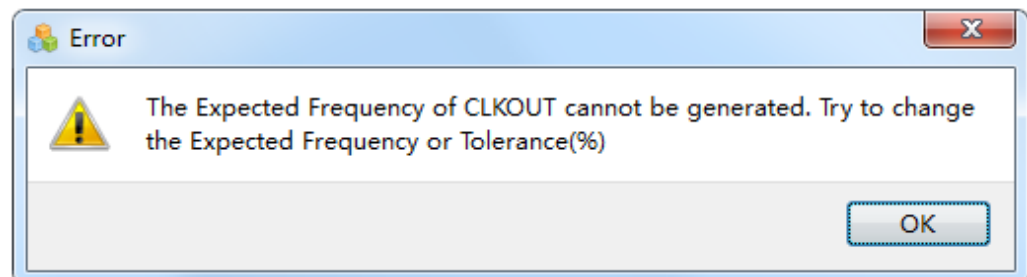 Error
The Expected Frequency of CLKOUT cannot be generated. Try to change
the Expected Frequency or Tolerance(%)
OK